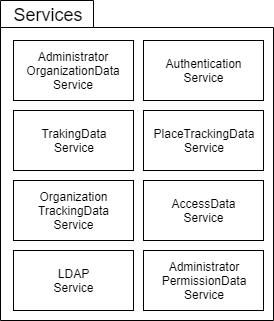 Services
Administrator
OrganizationData
Service
Authentication
Service
TrakingData
Service
PlaceTrackingData
Service
Organization
TrackingData
Service
AccessData
Service
LDAP
Service
Administrator
PermissionData
Service